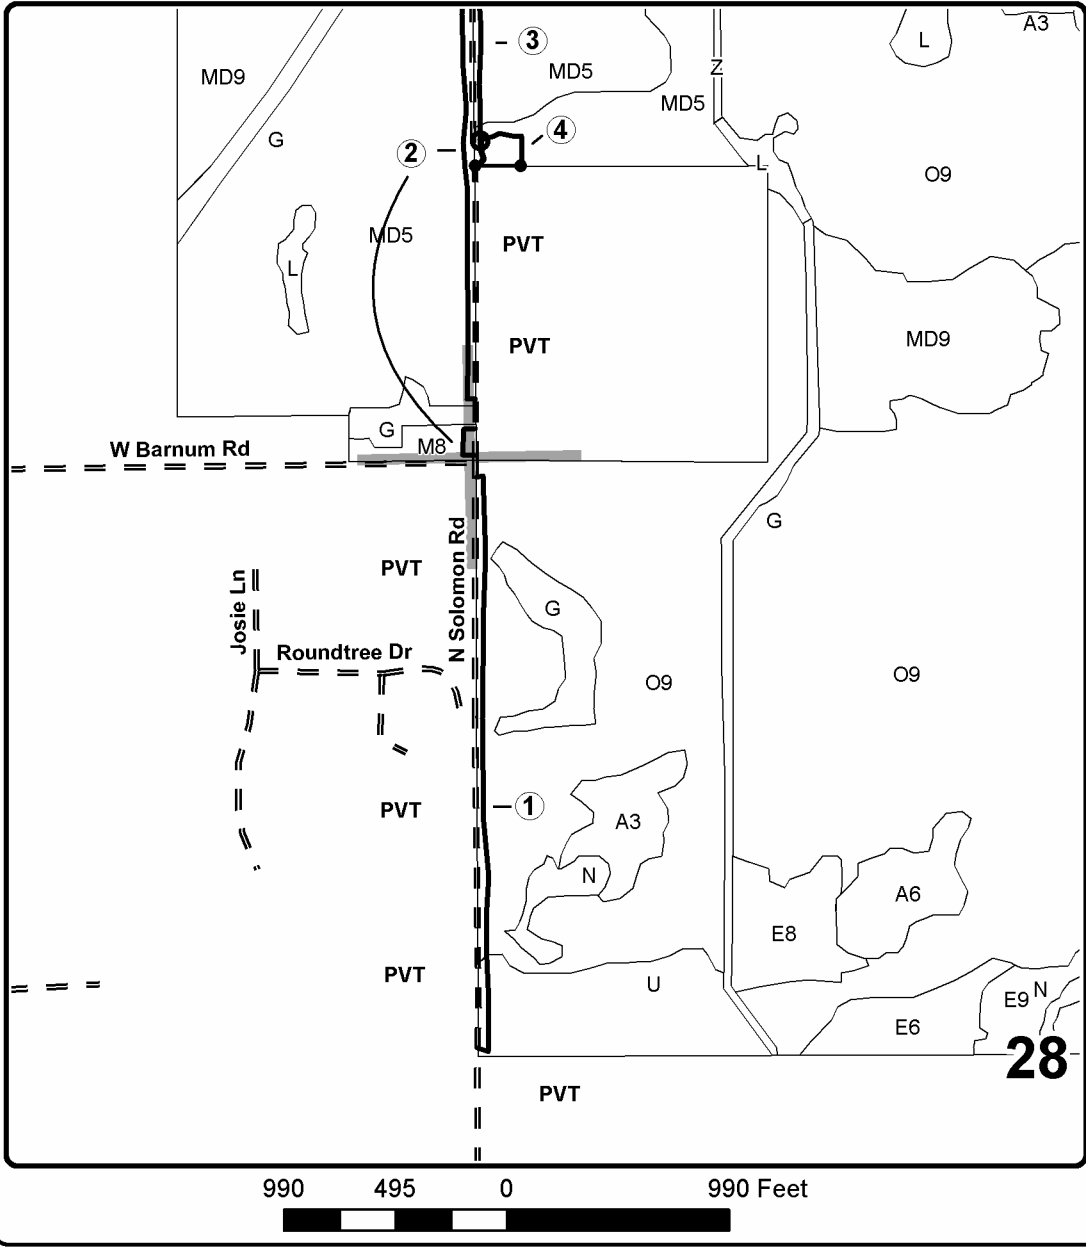 A3
3
L
MD9
MD5
Z
MD5
4
G
2
L
O9
MD5
PVT
L
MD9
PVT
G
M8
W Barnum Rd
G
N Solomon Rd
PVT
Josie Ln
G
Roundtree Dr
O9
O9
1
PVT
A3
N
A6
E8
PVT
U
N
E9
E6
28
PVT
990 495 0 990 Feet